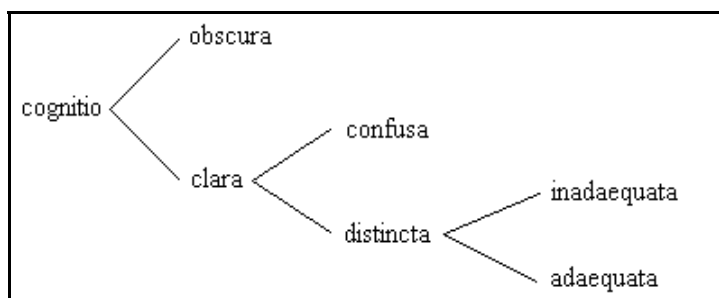 obscura
cognitio
confusa
clara
inadaequata
distincta
adaequata